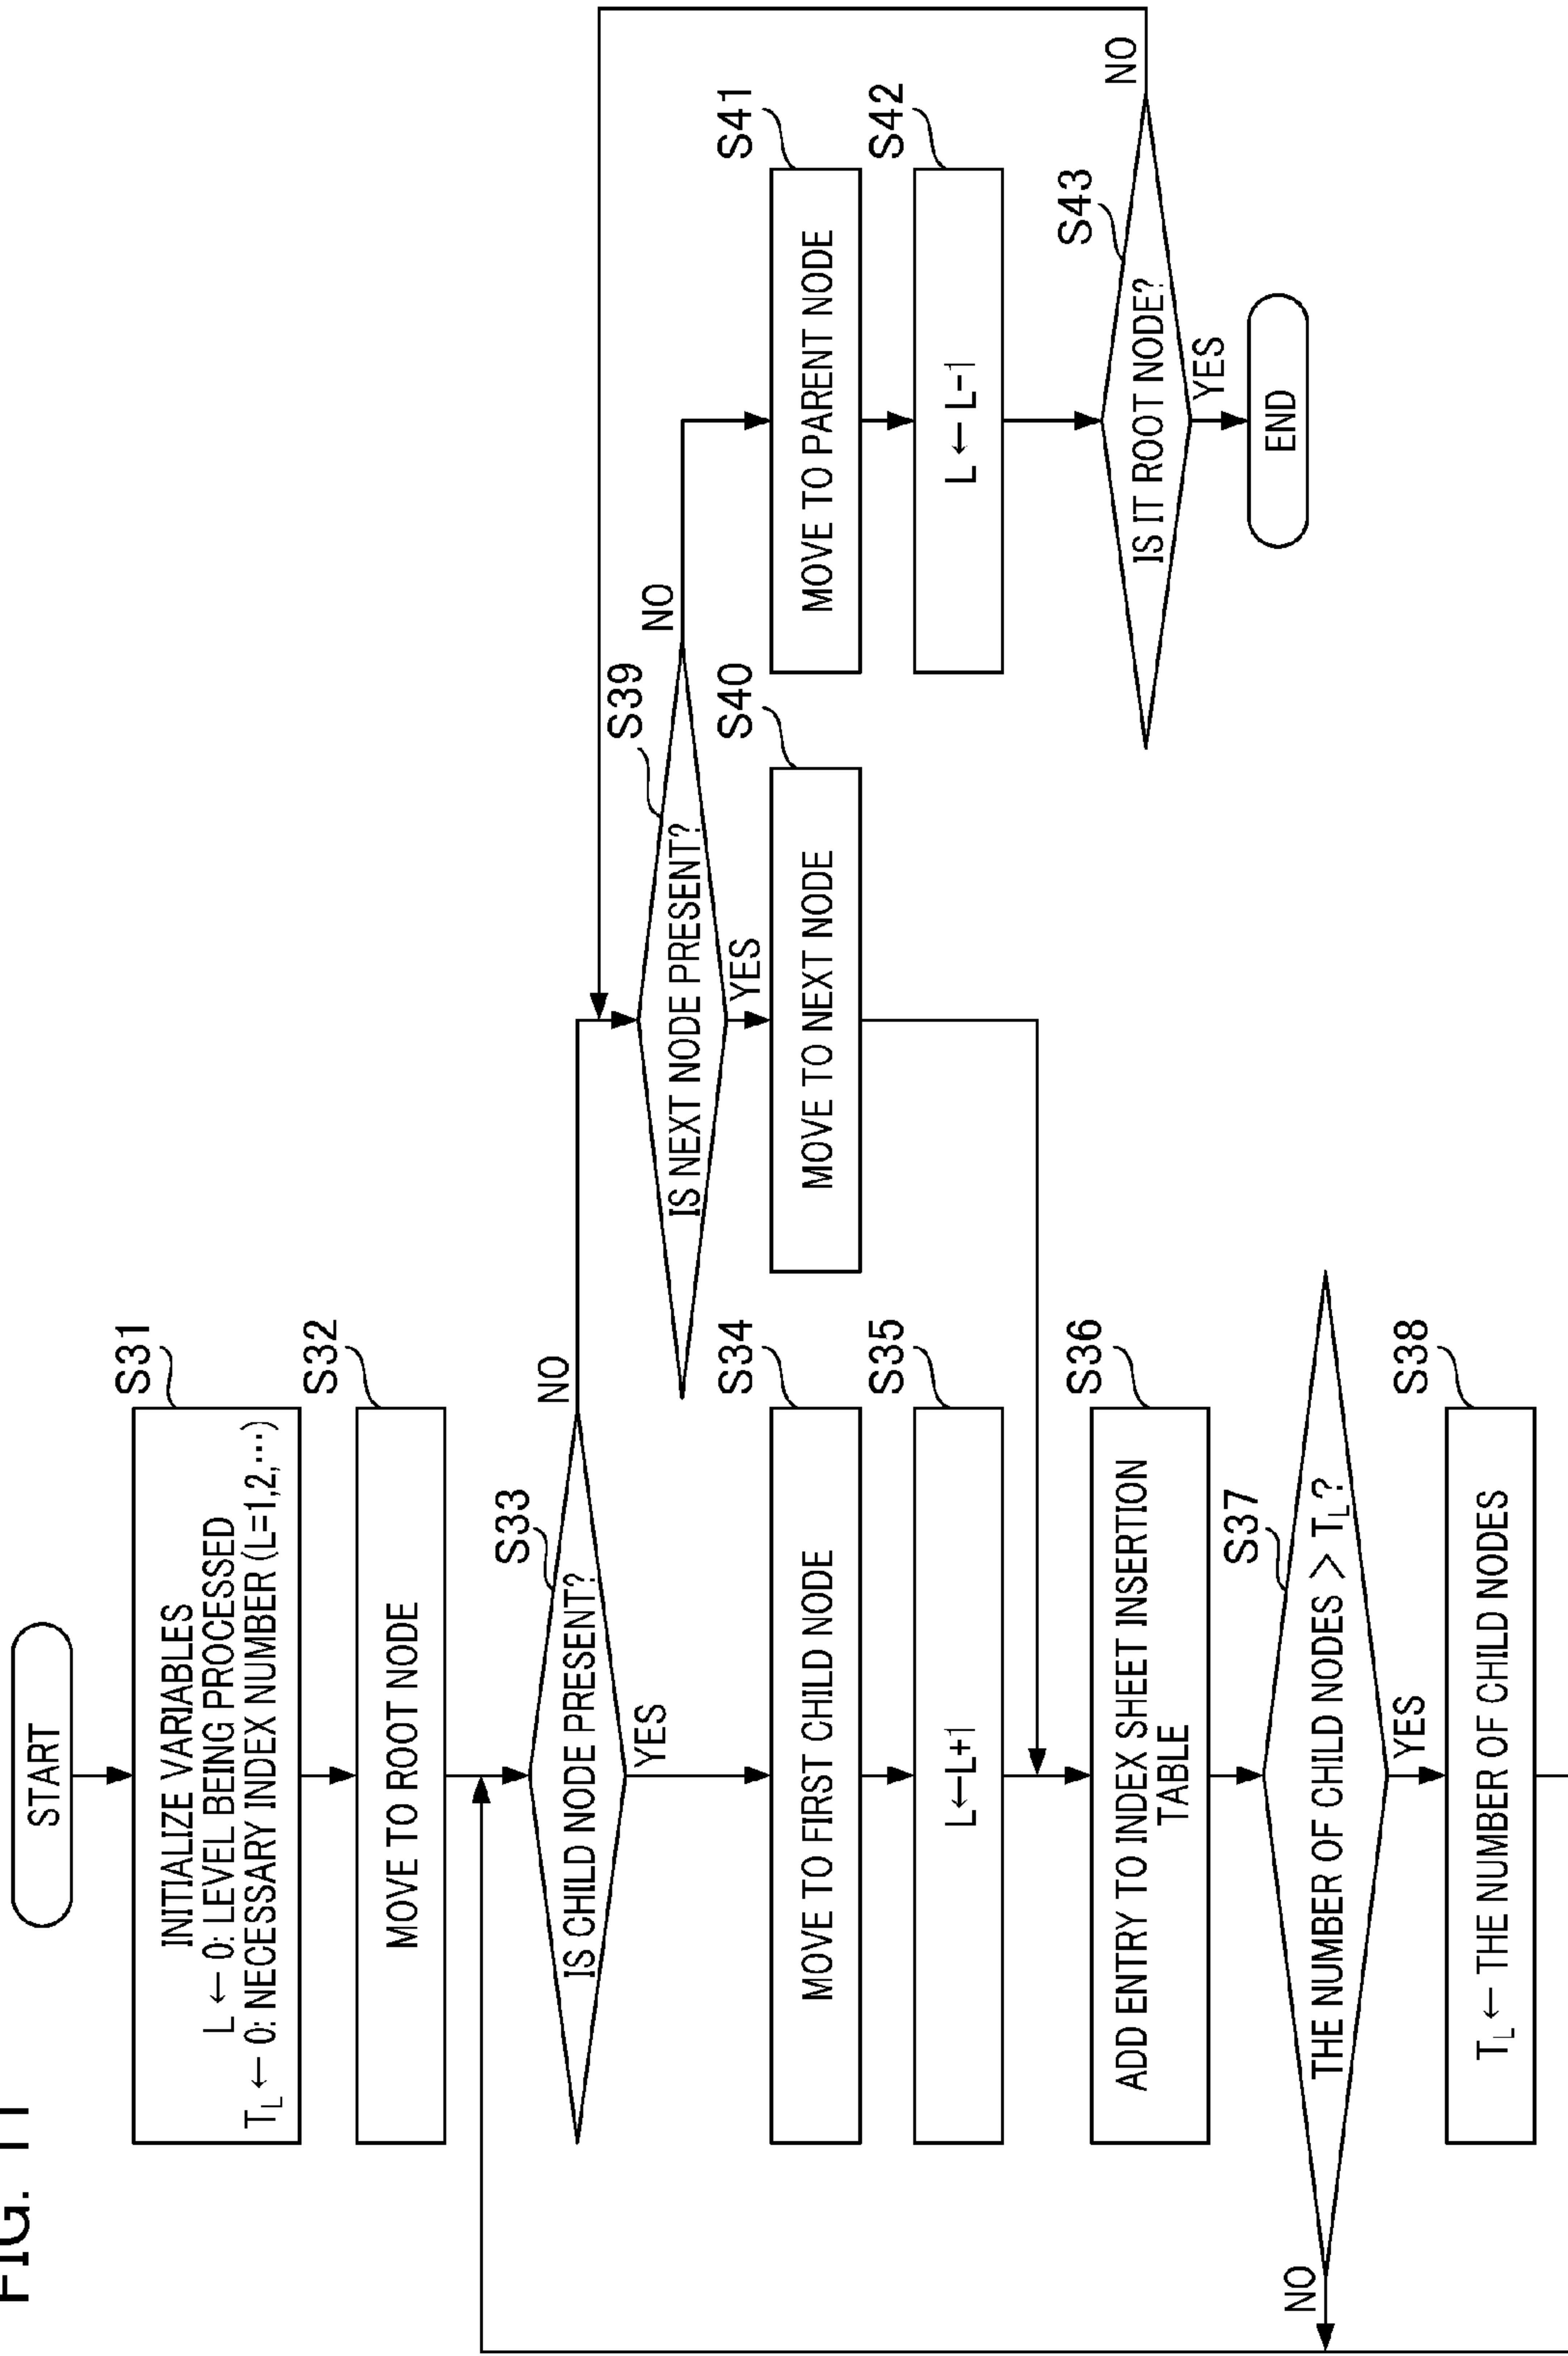 FIG. 11
START
S31
INITIALIZE VARIABLES
L ← 0: LEVEL BEING PROCESSED
TL ← 0: NECESSARY INDEX NUMBER (L=1,2,···)
S32
MOVE TO ROOT NODE
S33
IS CHILD NODE PRESENT?
NO
YES
S34
MOVE TO FIRST CHILD NODE
S35
L←L+1
S36
ADD ENTRY TO INDEX SHEET INSERTION
TABLE
S37
THE NUMBER OF CHILD NODES > TL ?
NO
YES
S38
TL ← THE NUMBER OF CHILD NODES
S39
IS NEXT NODE PRESENT?
NO
YES
S40
MOVE TO NEXT NODE
S41
MOVE TO PARENT NODE
S42
L ← L-1
S43
IS IT ROOT NODE?
NO
YES
END